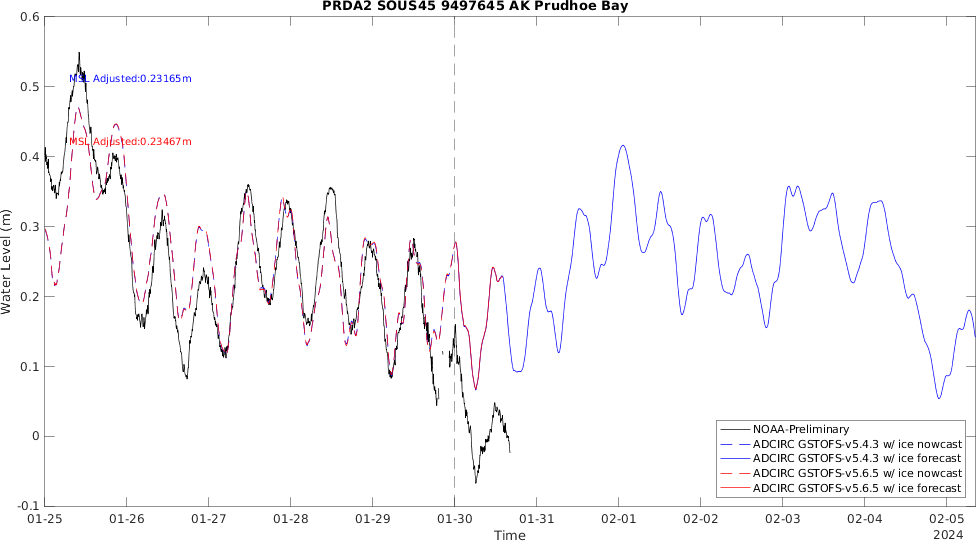 PRDA2 SOUS45 9497645 AK Prudhoe Bay
0.6
0.5
0.4
0.3
0.2
0.1
0
-0.1
Water Level (m)
MSL Adjusted:0.23165m
MSL Adjusted:0.23467m
NOAA-Preliminary
ADCIRC GSTOFS-v5.4.3 w/ ice nowcast
ADCIRC GSTOFS-v5.4.3 w/ ice forecast
ADCIRC GSTOFS-v5.6.5 w/ ice nowcast
ADCIRC GSTOFS-v5.6.5 w/ ice forecast
01-25 01-26 01-27 01-28 01-29 01-30 01-31 02-01 02-02 02-03 02-04 02-05
Time
2024